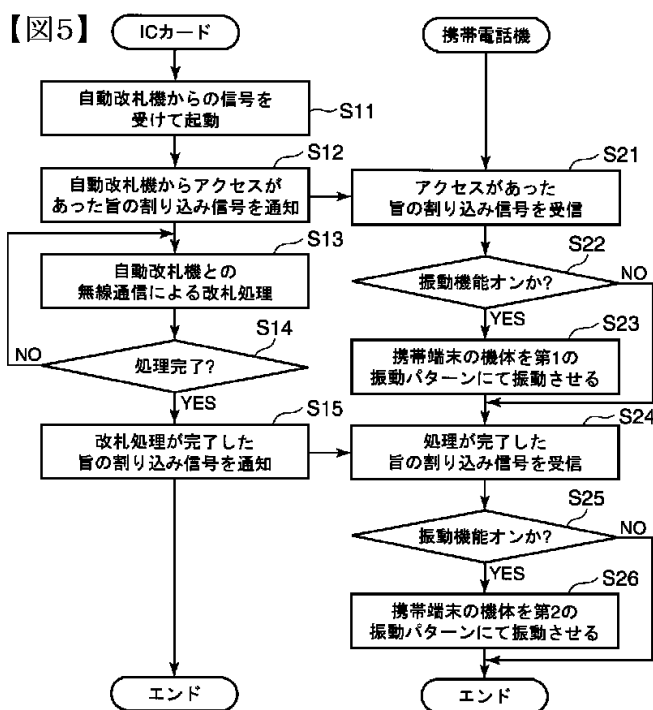 【図5】
ICカード
自動改札機からの信号を
受けて起動
S11
S12
自動改札機からアクセスが
あった旨の割り込み信号を通知
S13
自動改札機との
無線通信による改札処理
S14
処理完了?
NO
YES
S15
改札処理が完了した
旨の割り込み信号を通知
エンド
携帯電話機
S21
アクセスがあった
旨の割り込み信号を受信
S22
振動機能オンか?
NO
YES
S23
携帯端末の機体を第1の
振動パターンにて振動させる
S24
処理が完了した
旨の割り込み信号を受信
S25
振動機能オンか?
NO
YES
S26
携帯端末の機体を第2の
振動パターンにて振動させる
エンド